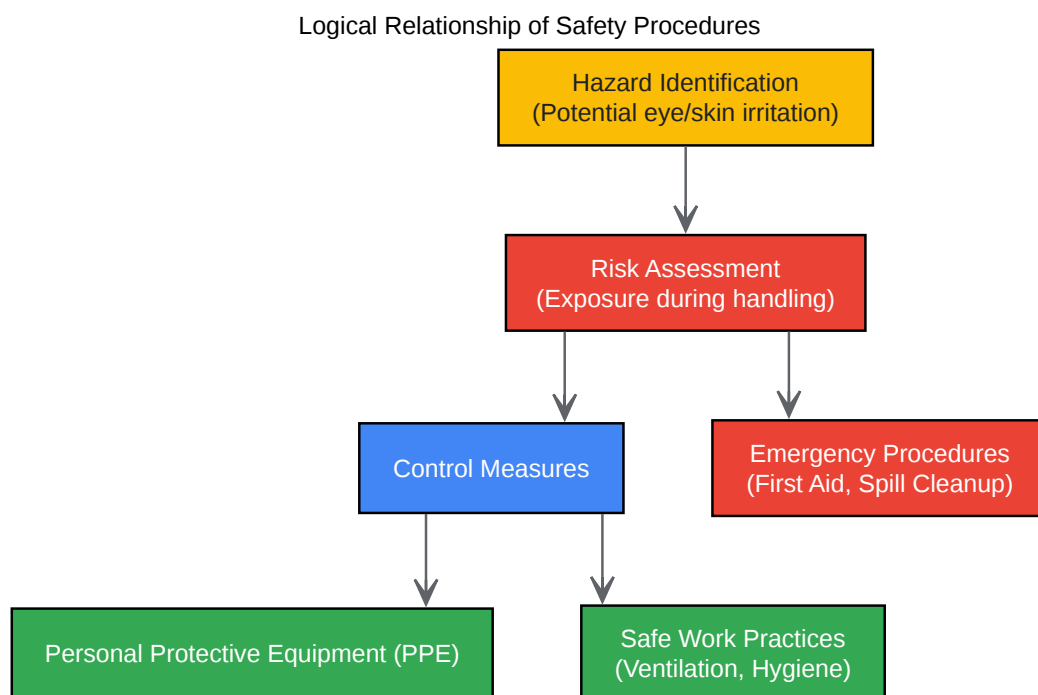 Logical Relationship of Safety Procedures
Hazard Identification
(Potential eye/skin irritation)
Risk Assessment
(Exposure during handling)
Control Measures
Emergency Procedures
(First Aid, Spill Cleanup)
Personal Protective Equipment (PPE)
Safe Work Practices
(Ventilation, Hygiene)